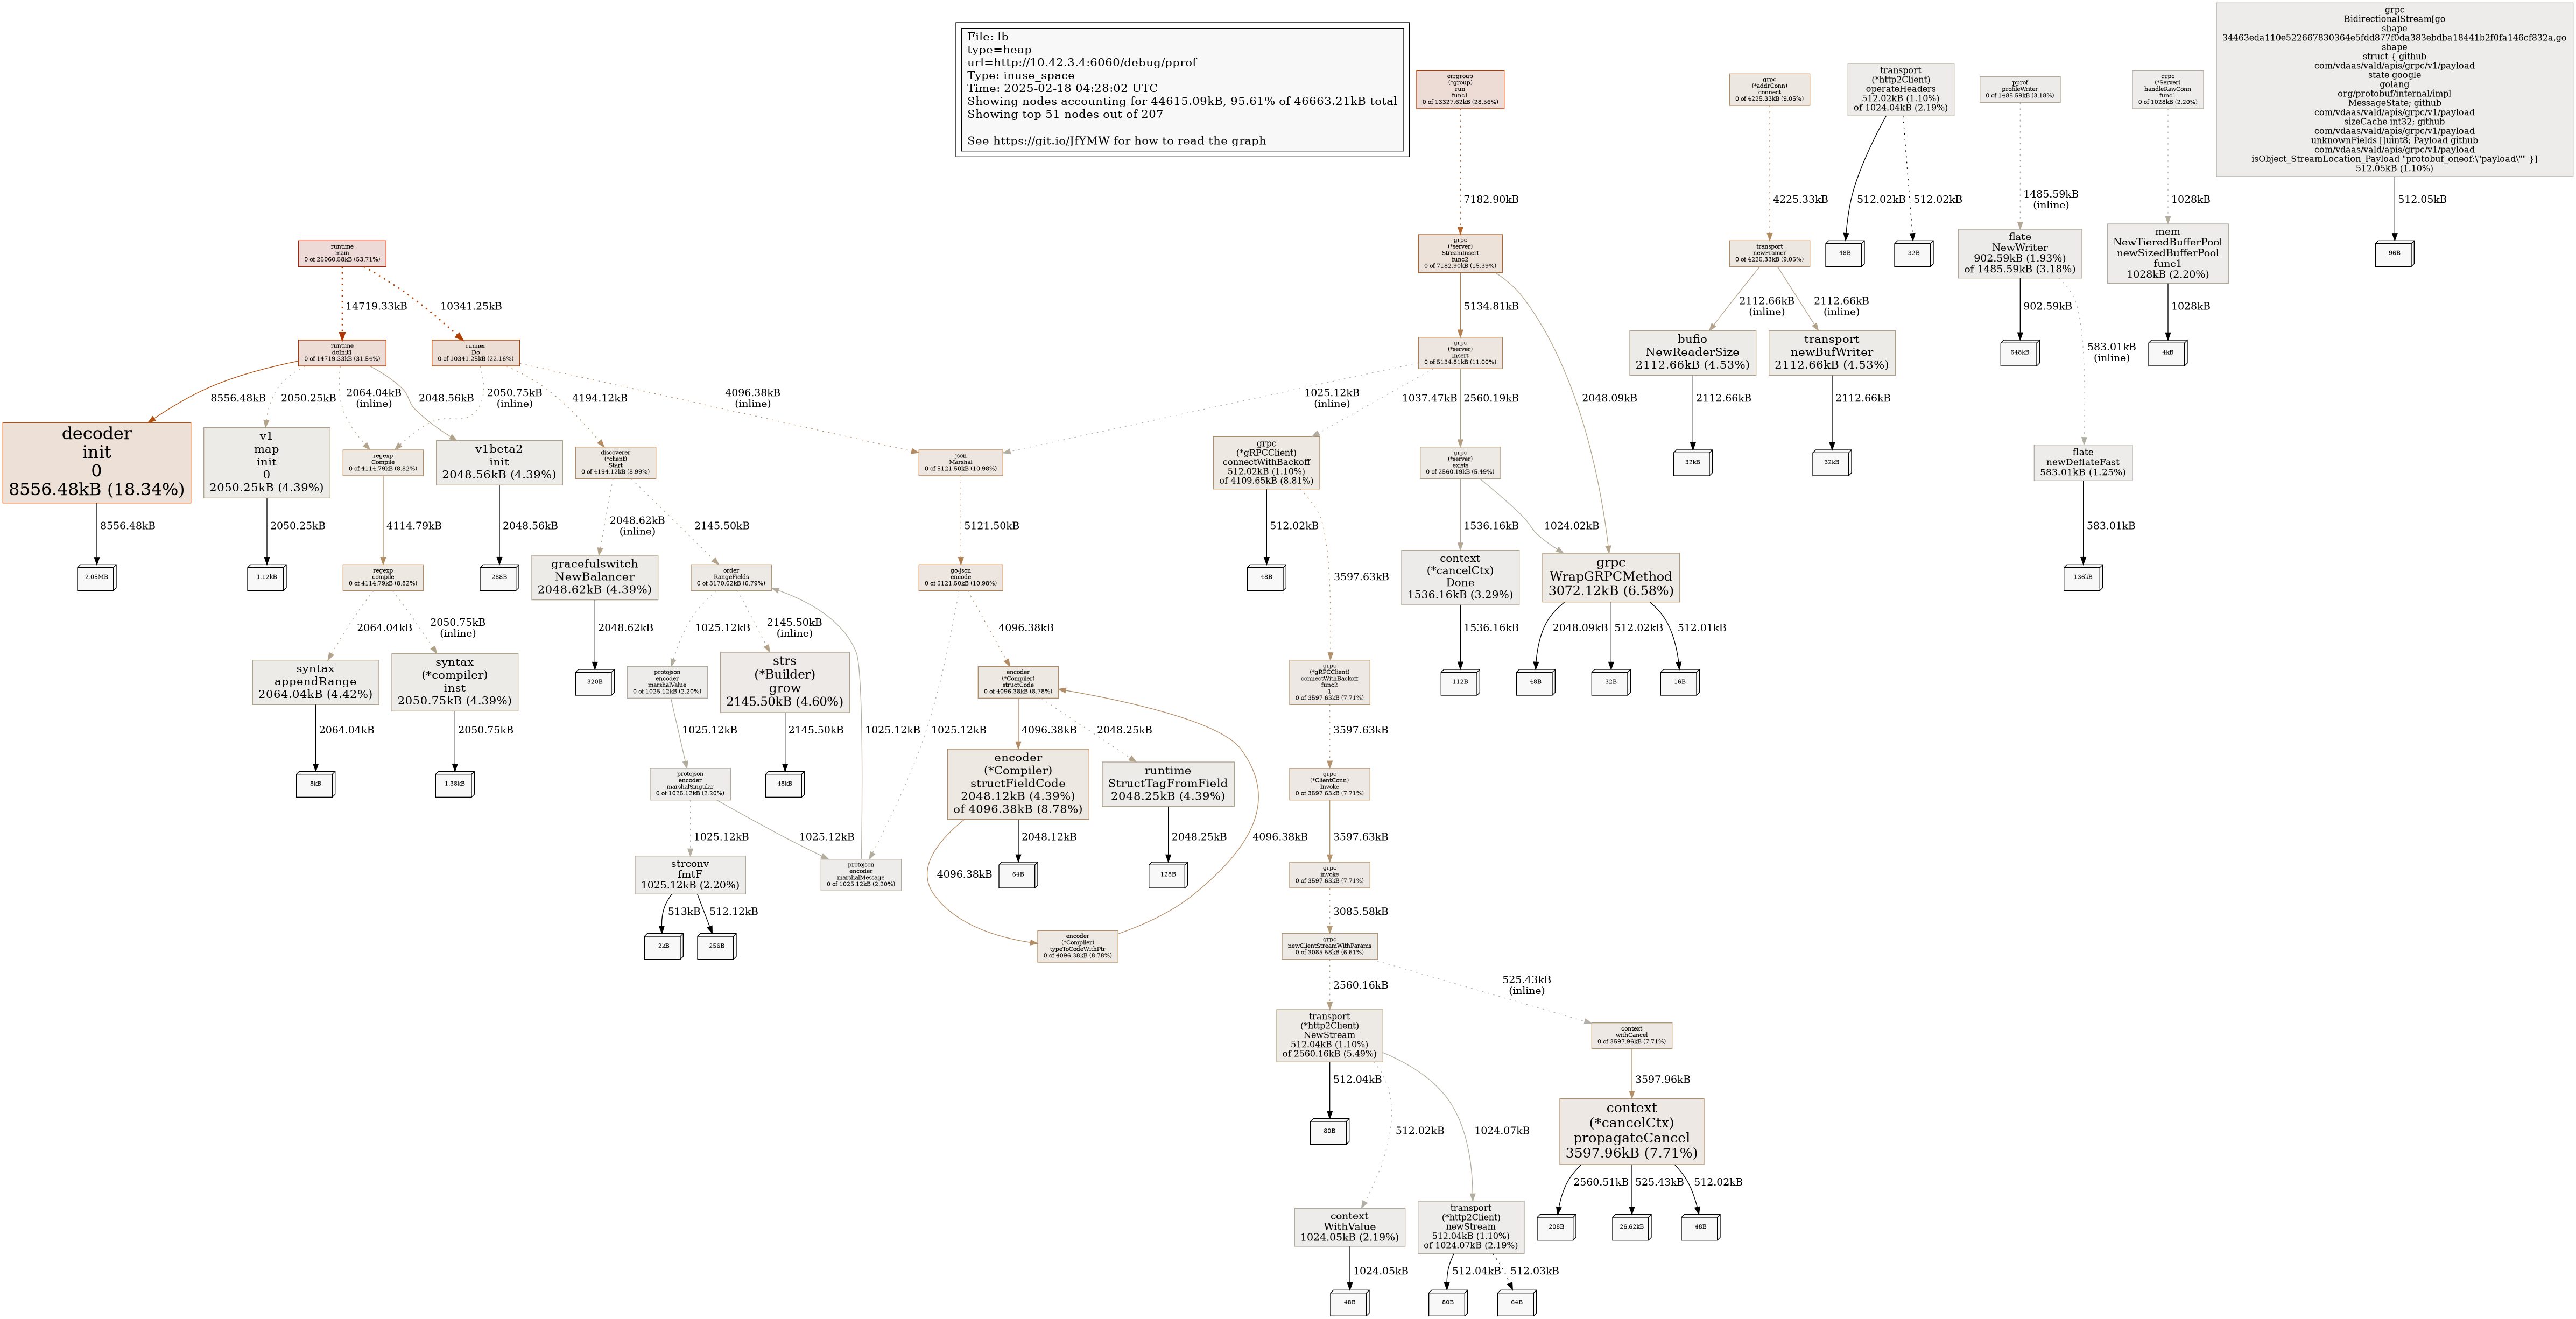 File: lb
type=heap
url=http://10.42.3.4:6060/debug/pprof
Type: inuse_space
Time: 2025-02-18 04:28:02 UTC
Showing nodes accounting for 44615.09kB, 95.61% of 46663.21kB total
Showing top 51 nodes out of 207
See https://git.io/JfYMW for how to read the graph
errgroup
(*group)
run
func1
0 of 13327.62kB (28.56%)
grpc
(*addrConn)
connect
0 of 4225.33kB (9.05%)
transport
(*http2Client)
operateHeaders
512.02kB (1.10%)
of 1024.04kB (2.19%)
pprof
profileWriter
0 of 1485.59kB (3.18%)
grpc
(*Server)
handleRawConn
func1
0 of 1028kB (2.20%)
grpc
BidirectionalStream[go
shape
34463eda110e522667830364e5fdd877f0da383ebdba18441b2f0fa146cf832a,go
shape
struct { github
com/vdaas/vald/apis/grpc/v1/payload
state google
golang
org/protobuf/internal/impl
MessageState; github
com/vdaas/vald/apis/grpc/v1/payload
sizeCache int32; github
com/vdaas/vald/apis/grpc/v1/payload
unknownFields []uint8; Payload github
com/vdaas/vald/apis/grpc/v1/payload
isObject_StreamLocation_Payload "protobuf_oneof:\"payload\"" }]
512.05kB (1.10%)
7182.90kB
4225.33kB
512.02kB
512.02kB
1485.59kB
(inline)
1028kB
512.05kB
runtime
main
0 of 25060.58kB (53.71%)
grpc
(*server)
StreamInsert
func2
0 of 7182.90kB (15.39%)
transport
newFramer
0 of 4225.33kB (9.05%)
48B
32B
flate
NewWriter
902.59kB (1.93%)
of 1485.59kB (3.18%)
mem
NewTieredBufferPool
newSizedBufferPool
func1
1028kB (2.20%)
96B
14719.33kB
10341.25kB
5134.81kB
2112.66kB
(inline)
2112.66kB
(inline)
902.59kB
1028kB
runtime
doInit1
0 of 14719.33kB (31.54%)
runner
Do
0 of 10341.25kB (22.16%)
grpc
(*server)
Insert
0 of 5134.81kB (11.00%)
bufio
NewReaderSize
2112.66kB (4.53%)
transport
newBufWriter
2112.66kB (4.53%)
648kB
583.01kB
(inline)
4kB
8556.48kB
2050.25kB
2064.04kB
(inline)
2048.56kB
2050.75kB
(inline)
4194.12kB
4096.38kB
(inline)
1025.12kB
(inline)
1037.47kB
2560.19kB
2048.09kB
2112.66kB
2112.66kB
decoder
init
0
8556.48kB (18.34%)
v1
map
init
0
2050.25kB (4.39%)
regexp
Compile
0 of 4114.79kB (8.82%)
v1beta2
init
2048.56kB (4.39%)
discoverer
(*client)
Start
0 of 4194.12kB (8.99%)
json
Marshal
0 of 5121.50kB (10.98%)
grpc
(*gRPCClient)
connectWithBackoff
512.02kB (1.10%)
of 4109.65kB (8.81%)
grpc
(*server)
exists
0 of 2560.19kB (5.49%)
32kB
32kB
flate
newDeflateFast
583.01kB (1.25%)
8556.48kB
2050.25kB
4114.79kB
2048.56kB
2048.62kB
(inline)
2145.50kB
5121.50kB
512.02kB
3597.63kB
1536.16kB
1024.02kB
583.01kB
2.05MB
1.12kB
regexp
compile
0 of 4114.79kB (8.82%)
288B
gracefulswitch
NewBalancer
2048.62kB (4.39%)
order
RangeFields
0 of 3170.62kB (6.79%)
go-json
encode
0 of 5121.50kB (10.98%)
48B
context
(*cancelCtx)
Done
1536.16kB (3.29%)
grpc
WrapGRPCMethod
3072.12kB (6.58%)
136kB
2064.04kB
2050.75kB
(inline)
2048.62kB
1025.12kB
2145.50kB
(inline)
4096.38kB
1536.16kB
2048.09kB
512.02kB
512.01kB
syntax
appendRange
2064.04kB (4.42%)
syntax
(*compiler)
inst
2050.75kB (4.39%)
320B
protojson
encoder
marshalValue
0 of 1025.12kB (2.20%)
strs
(*Builder)
grow
2145.50kB (4.60%)
encoder
(*Compiler)
structCode
0 of 4096.38kB (8.78%)
grpc
(*gRPCClient)
connectWithBackoff
func2
1
0 of 3597.63kB (7.71%)
112B
48B
32B
16B
2064.04kB
2050.75kB
1025.12kB
2145.50kB
1025.12kB
1025.12kB
4096.38kB
2048.25kB
3597.63kB
8kB
1.38kB
protojson
encoder
marshalSingular
0 of 1025.12kB (2.20%)
48kB
encoder
(*Compiler)
structFieldCode
2048.12kB (4.39%)
of 4096.38kB (8.78%)
runtime
StructTagFromField
2048.25kB (4.39%)
grpc
(*ClientConn)
Invoke
0 of 3597.63kB (7.71%)
1025.12kB
1025.12kB
2048.12kB
2048.25kB
4096.38kB
3597.63kB
strconv
fmtF
1025.12kB (2.20%)
protojson
encoder
marshalMessage
0 of 1025.12kB (2.20%)
4096.38kB
64B
128B
grpc
invoke
0 of 3597.63kB (7.71%)
513kB
512.12kB
3085.58kB
2kB
256B
encoder
(*Compiler)
typeToCodeWithPtr
0 of 4096.38kB (8.78%)
grpc
newClientStreamWithParams
0 of 3085.58kB (6.61%)
2560.16kB
525.43kB
(inline)
transport
(*http2Client)
NewStream
512.04kB (1.10%)
of 2560.16kB (5.49%)
context
withCancel
0 of 3597.96kB (7.71%)
512.04kB
3597.96kB
80B
512.02kB
1024.07kB
context
(*cancelCtx)
propagateCancel
3597.96kB (7.71%)
2560.51kB
525.43kB
512.02kB
context
WithValue
1024.05kB (2.19%)
transport
(*http2Client)
newStream
512.04kB (1.10%)
of 1024.07kB (2.19%)
208B
26.62kB
48B
1024.05kB
512.04kB
512.03kB
48B
80B
64B